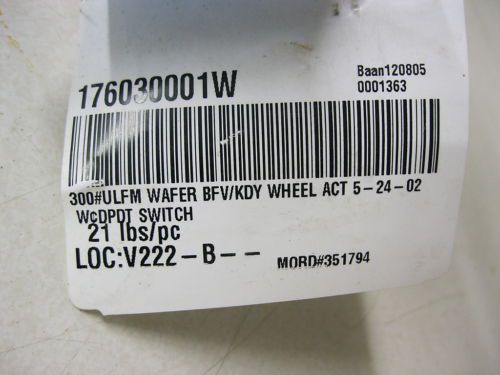 176030001W
Baan120805
0001363
300#ULFM WAFER BFV/KDY WHEEL ACT 5-24-02
WcDPDT SWITCH
21 lbs/pc
LOC:V222-B--
MORD#351794